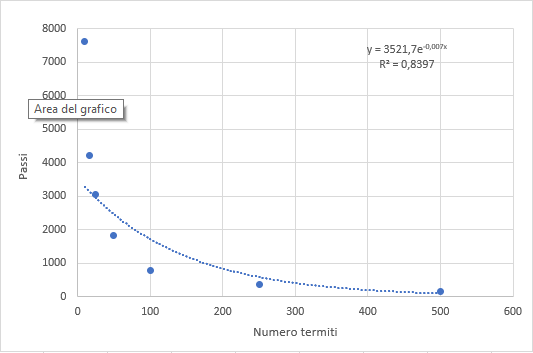 8000
y = 3521,7e-0,007x
R² = 0,8397
7000
6000
Area del grafico
5000
4000
3000
2000
1000
0
Passi
0 100 200 300 400 500 600
Numero termiti